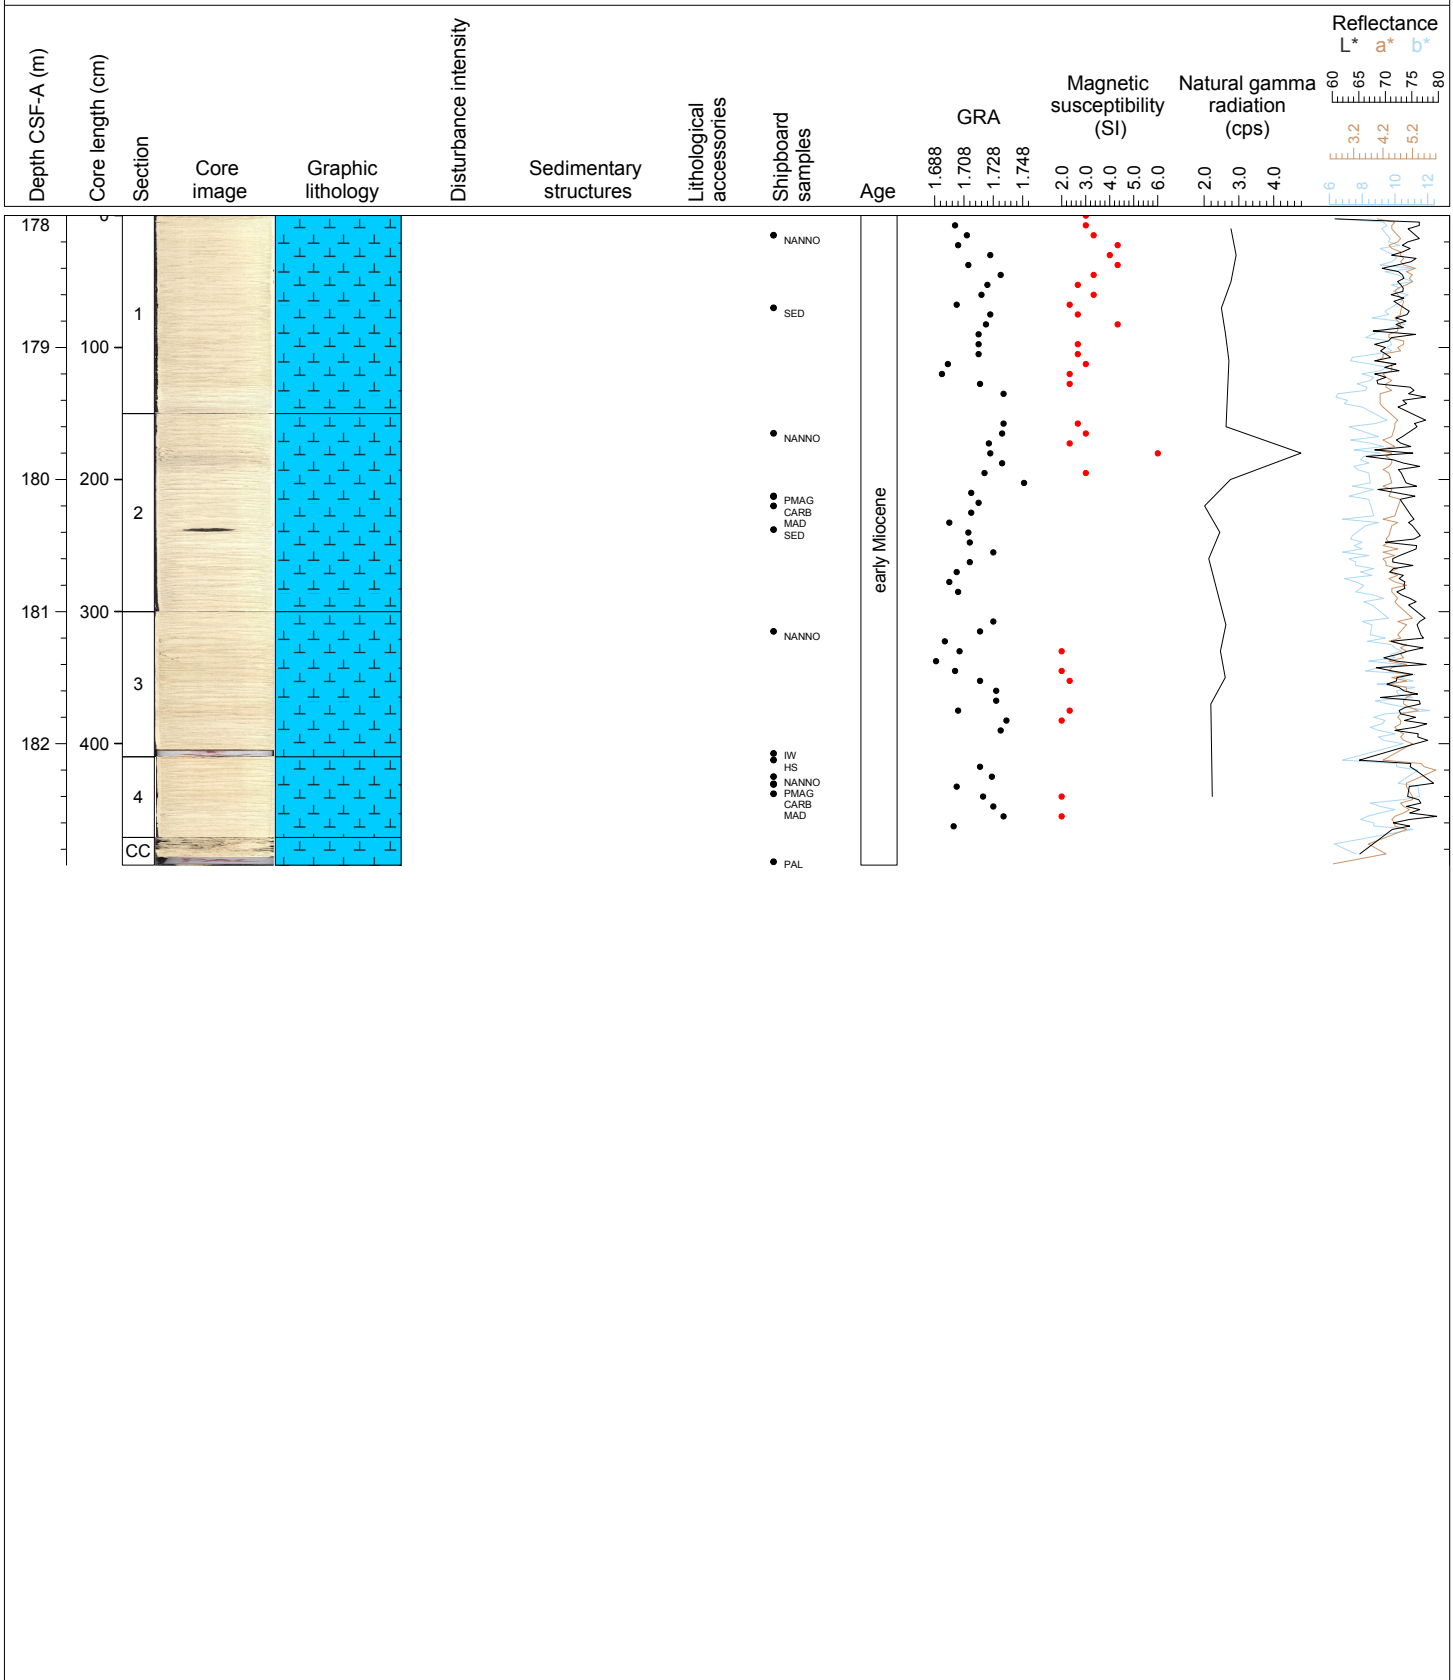 Depth CSF-A (m)
Core length (cm)
Section
Core
image
Graphic
lithology
Disturbance intensity
Sedimentary
structures
Lithological
accessories
Shipboard
samples
Age
GRA
1.688
1.708
1.728
1.748
Magnetic
susceptibility
(SI)
2.0
3.0
4.0
5.0
6.0
Natural gamma
radiation
(cps)
2.0
3.0
4.0
Reflectance
L* a* b*
60
65
70
75
80
3.2
4.2
5.2
6
8
10
12
178
179
180
181
182
0
100
200
300
400
1
2
3
4
CC
NANNO
SED
NANNO
PMAG
CARB
MAD
SED
NANNO
IW
HS
NANNO
PMAG
CARB
MAD
PAL
early Miocene